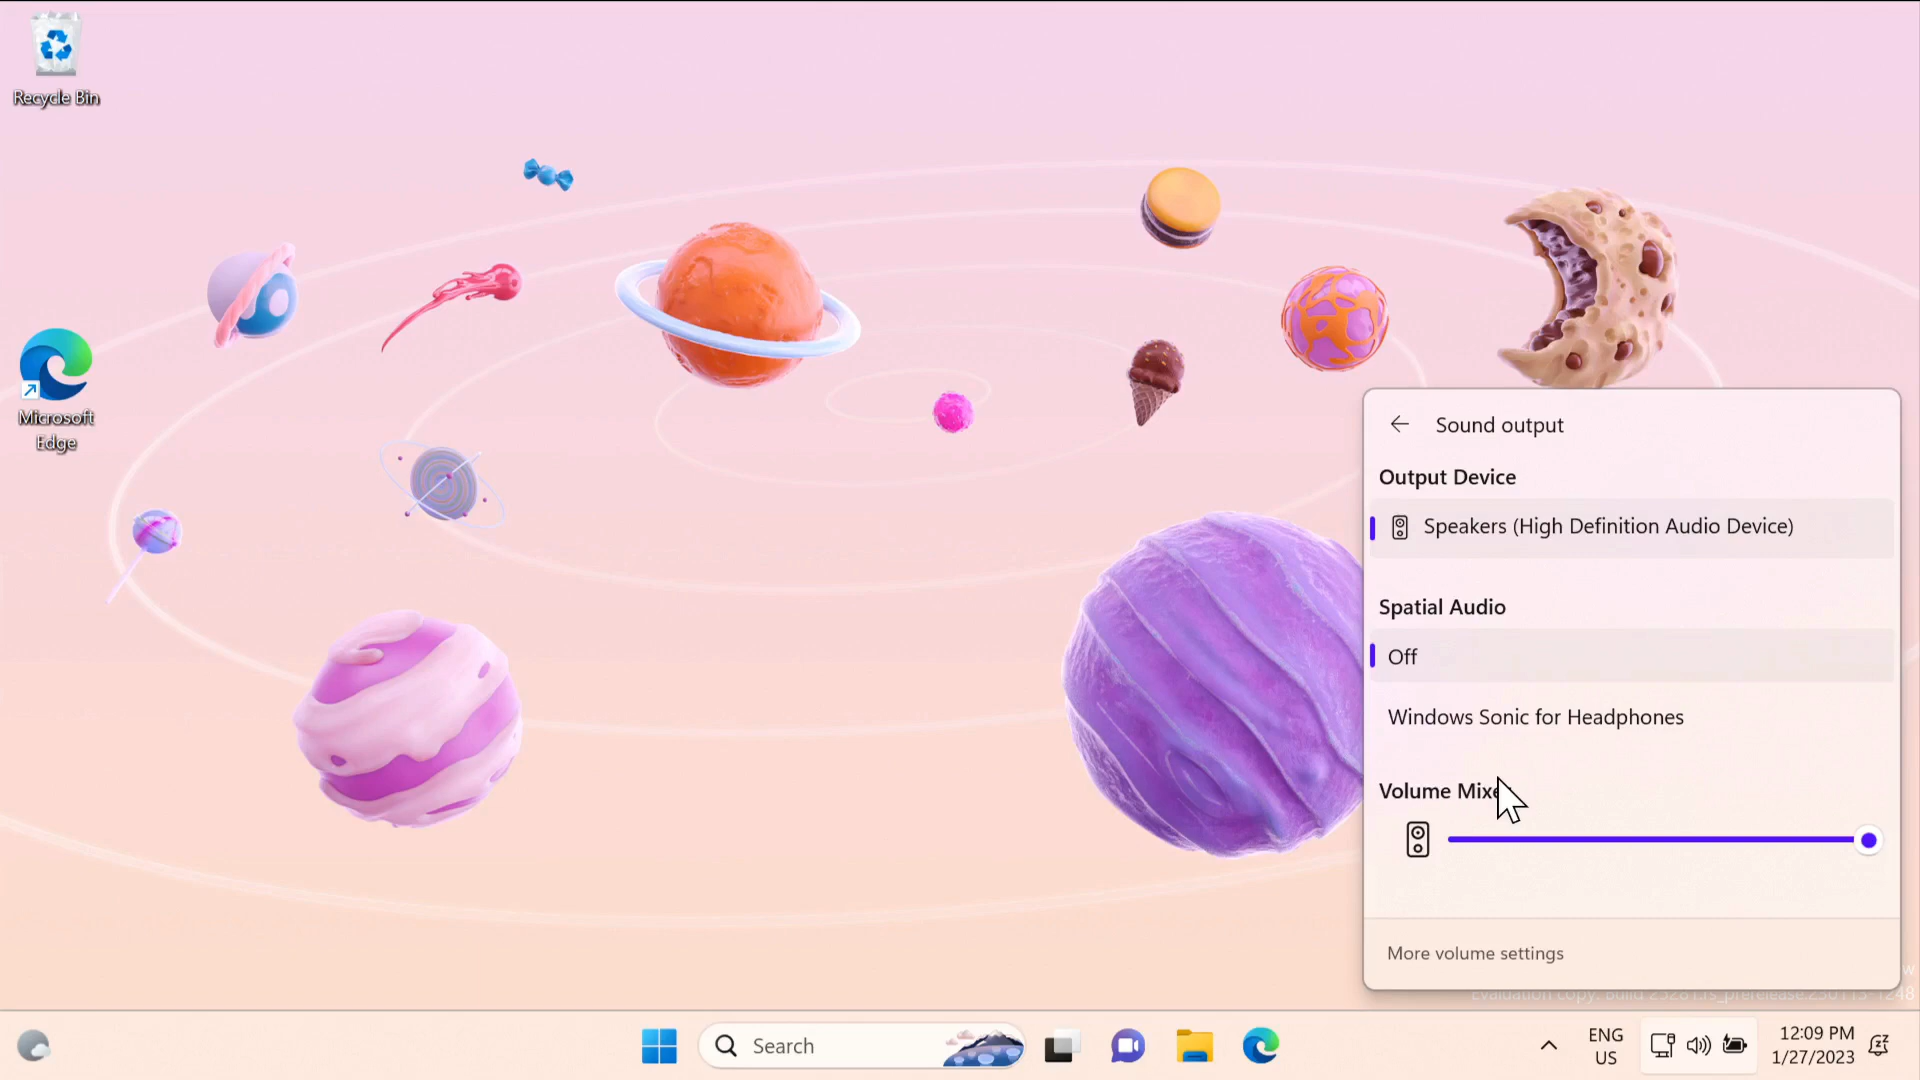 Recycle Bin
Microsoft
Edge
Sound output
Output Device
Speakers (High Definition Audio Device)
Spatial Audio
Off
Windows Sonic for Headphones
Volume Mixe
More volume settings
Search
ENG
US
12:09 PM
1/27/2023